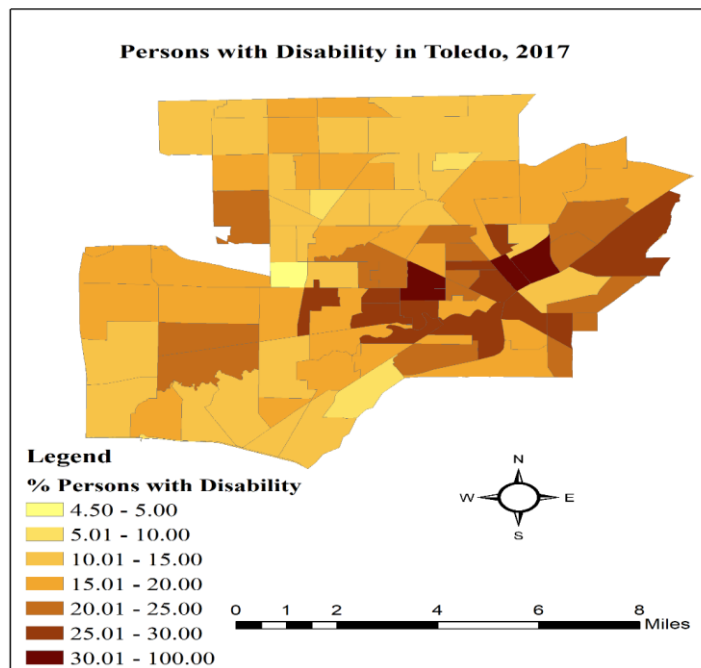 Persons with Disability in Toledo, 2017
Legend
% Persons with Disability
4.50 - 5.00
5.01 - 10.00
10.01 - 15.00
15.01 - 20.00
20.01 - 25.00
25.01 - 30.00
30.01 - 100.00
N
W E
S
0 1 2 4 6 8
Miles